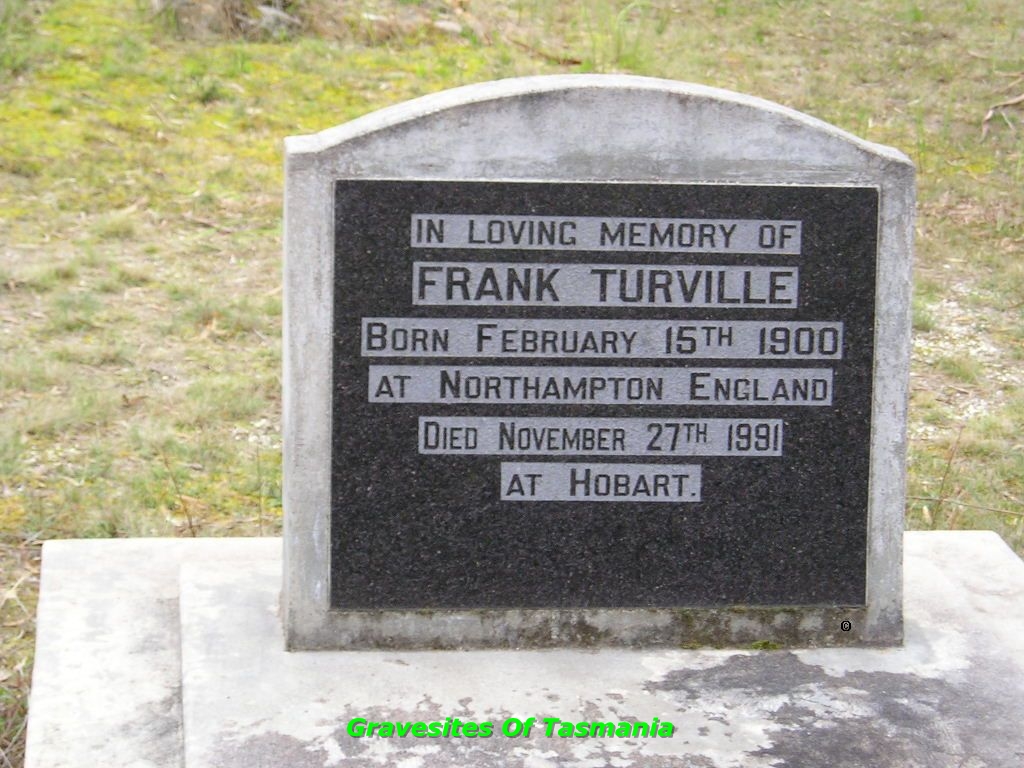 IN LOVING MEMORY OF
FRANK TURVILLE
BORN FEBRUARY 15TH 1900
AT NORTHAMPTON ENGLAND
DIED NOVEMBER 27TH 1991
AT HOBART.
©
Gravesites Of Tasmania